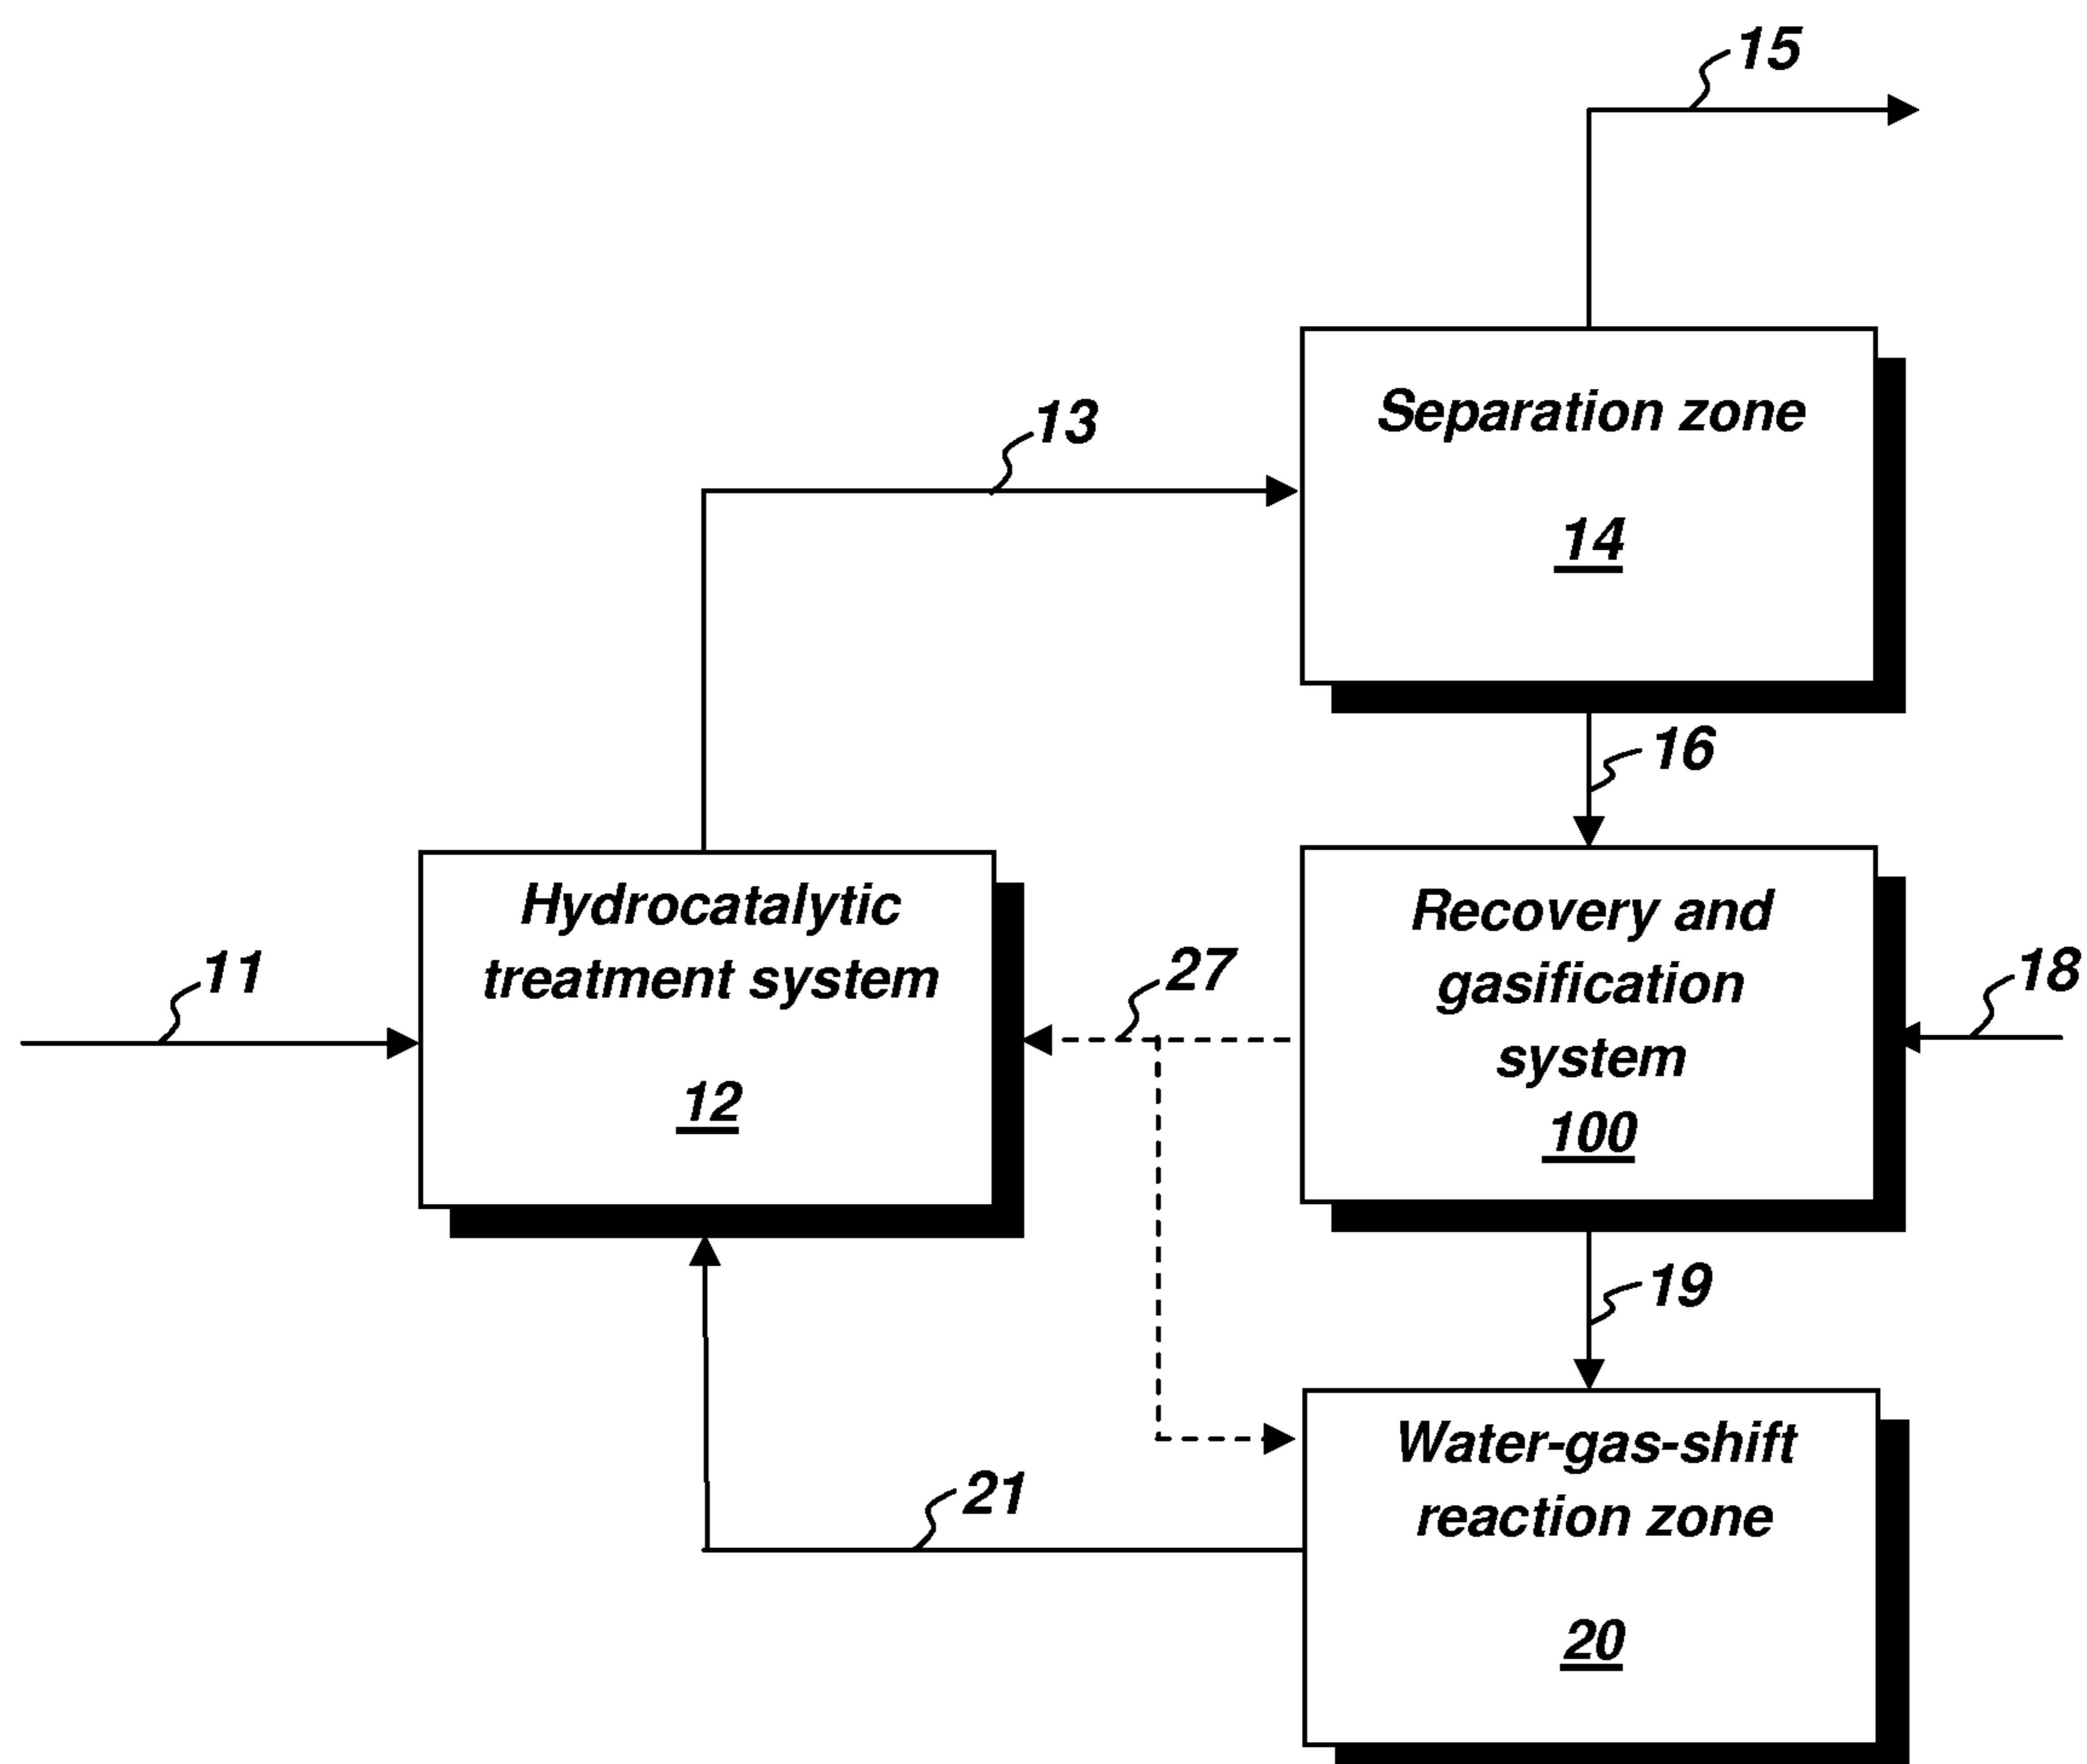 15
13
Separation zone
14
16
Hydrocatalytic
treatment system
12
11
27
Recovery and
gasification
system
100
18
19
21
Water-gas-shift
reaction zone
20